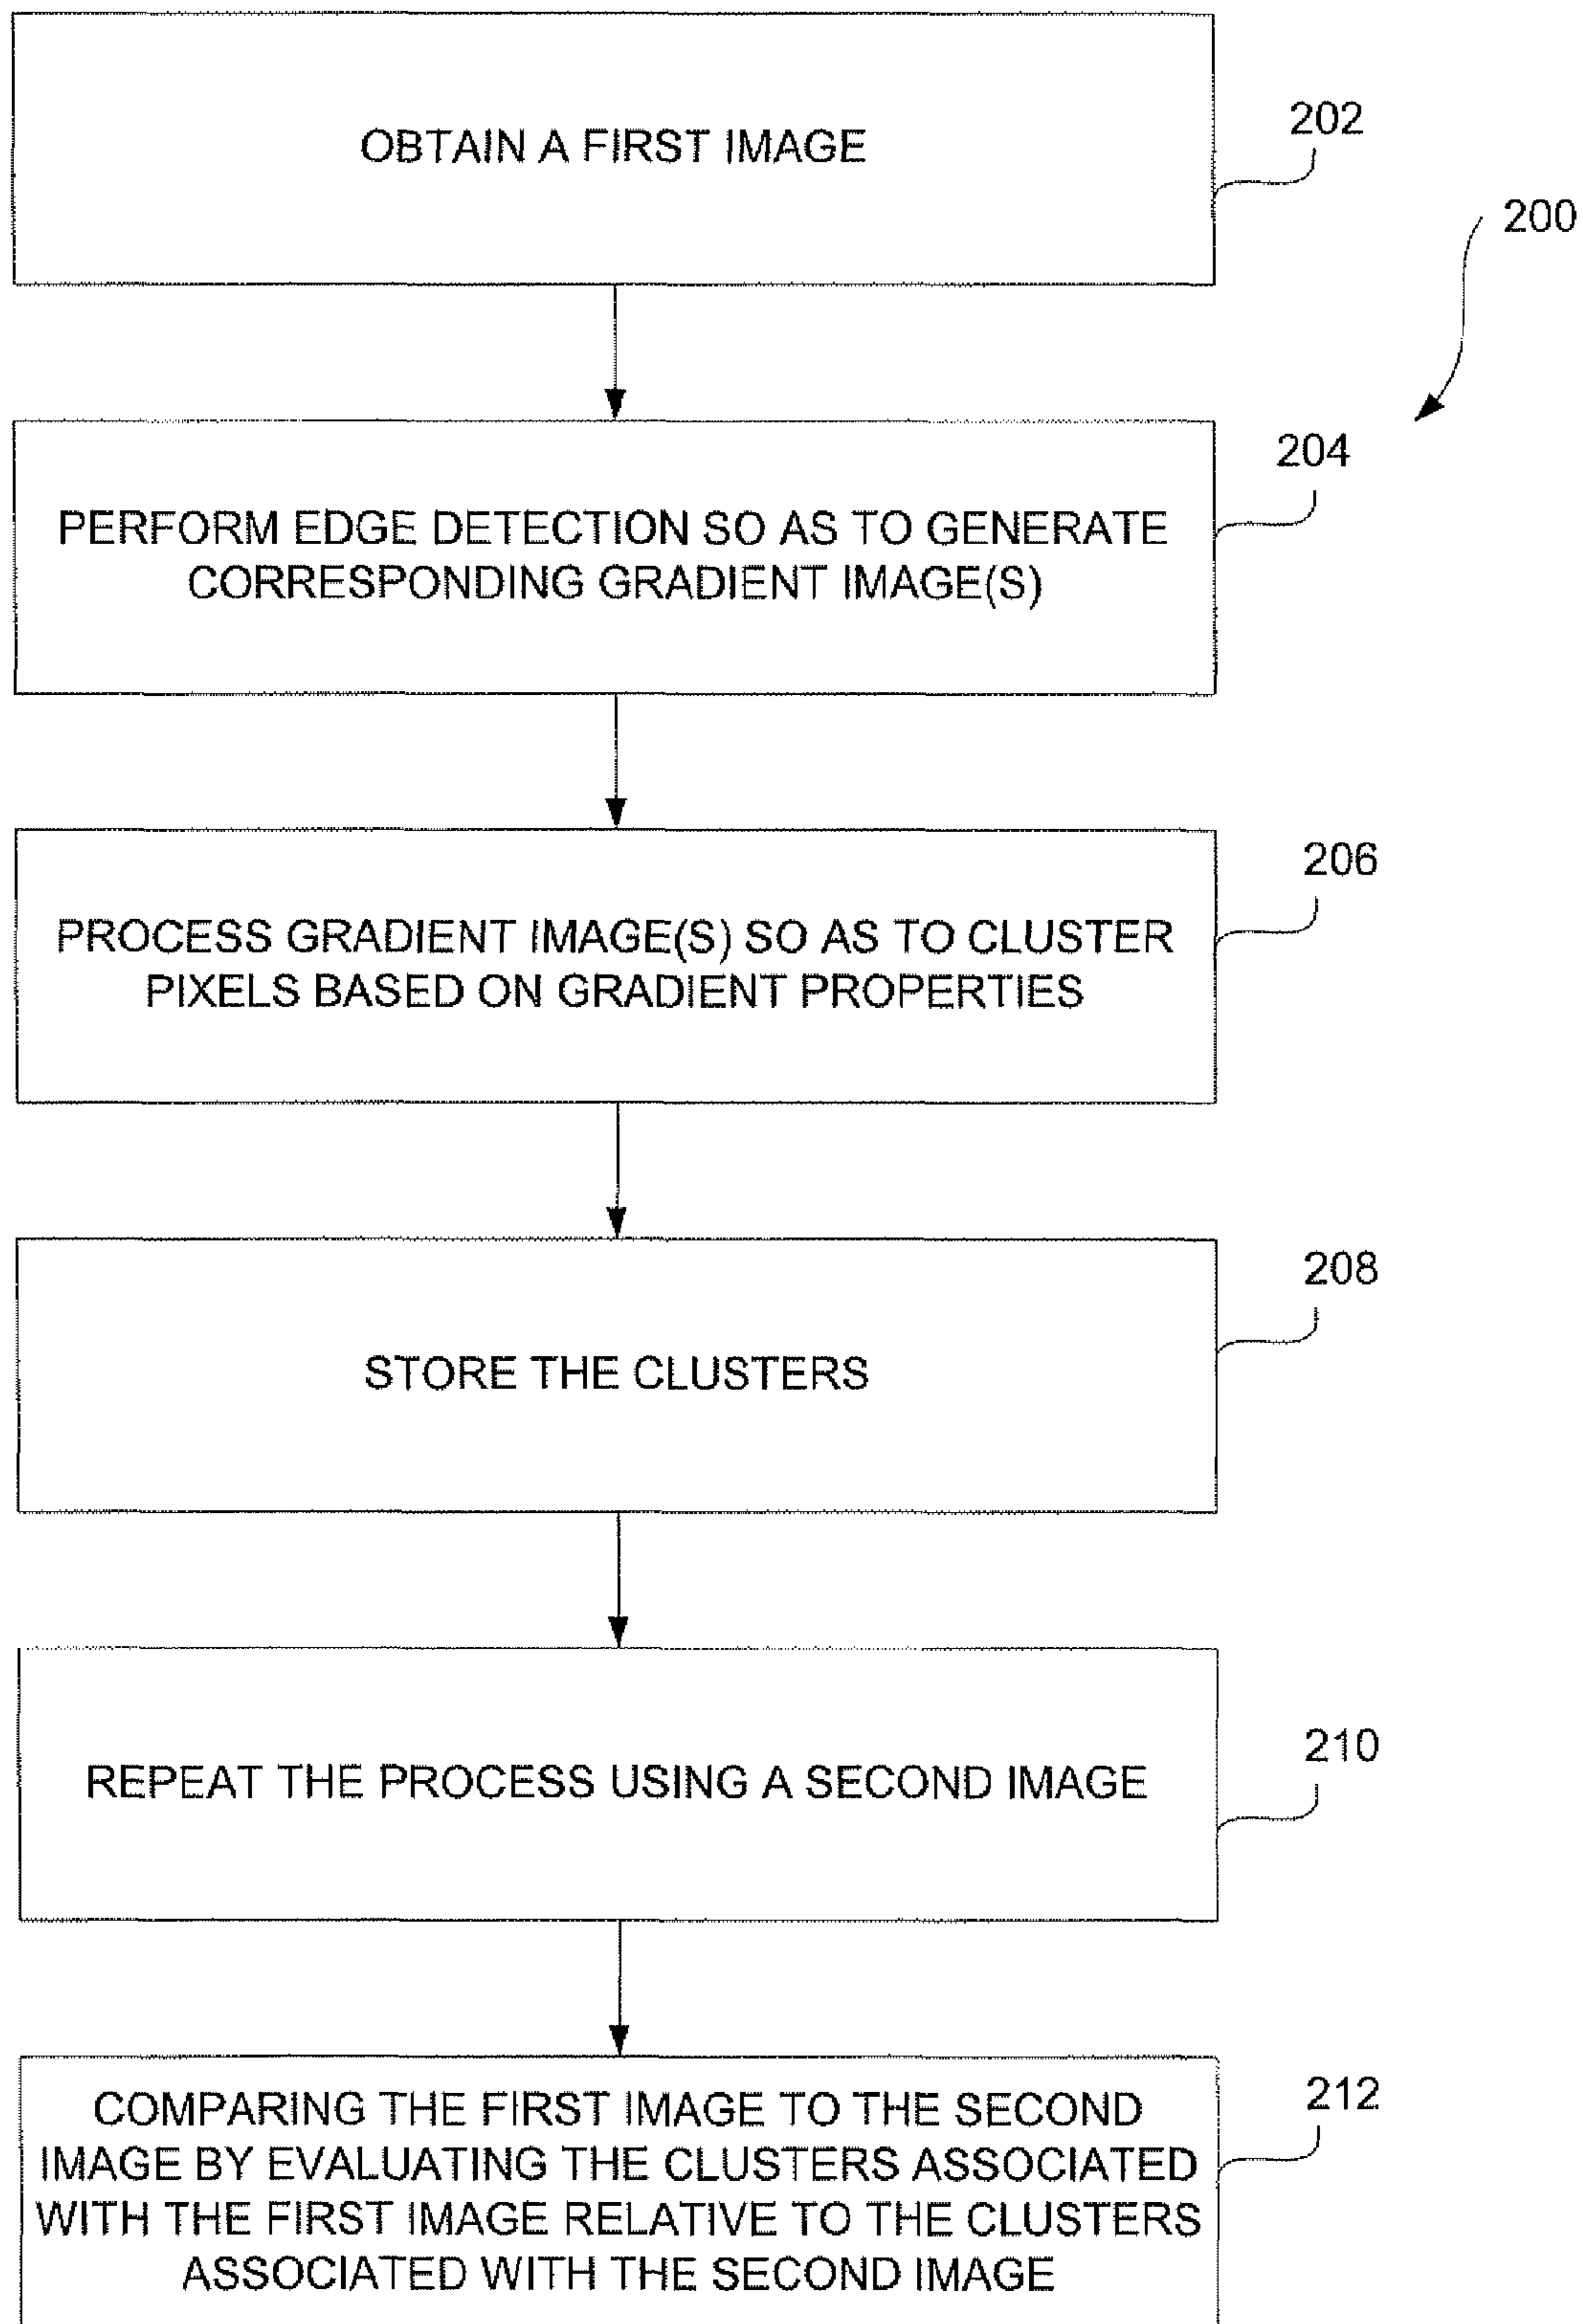 OBTAIN A FIRST IMAGE
202
200
PERFORM EDGE DETECTION SO AS TO GENERATE
CORRESPONDING GRADIENT IMAGE(S)
204
PROCESS GRADIENT IMAGE(S) SO AS TO CLUSTER
PIXELS BASED ON GRADIENT PROPERTIES
206
STORE THE CLUSTERS
208
REPEAT THE PROCESS USING A SECOND IMAGE
210
COMPARING THE FIRST IMAGE TO THE SECOND
IMAGE BY EVALUATING THE CLUSTERS ASSOCIATED
WITH THE FIRST IMAGE RELATIVE TO THE CLUSTERS
ASSOCIATED WITH THE SECOND IMAGE
212